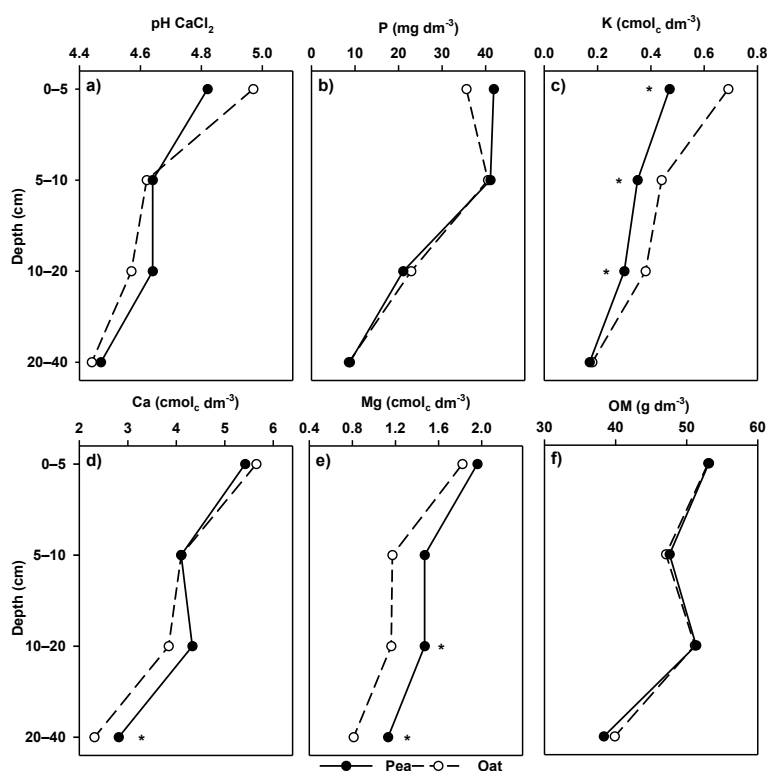 pH CaCl₂ P (mg dm⁻³) K (cmol꜀ dm⁻³)
4.4 4.6 4.8 5.0 0 10 20 30 40 0.0 0.2 0.4 0.6 0.8
0–5 a) b) c) *
5–10 *
Depth (cm)
10–20 *
20–40
Ca (cmol꜀ dm⁻³) Mg (cmol꜀ dm⁻³) OM (g dm⁻³)
2 3 4 5 6 0.4 0.8 1.2 1.6 2.0 30 40 50 60
0–5 d) e) f)
5–10
Depth (cm)
10–20 *
20–40 * *
Pea Oat